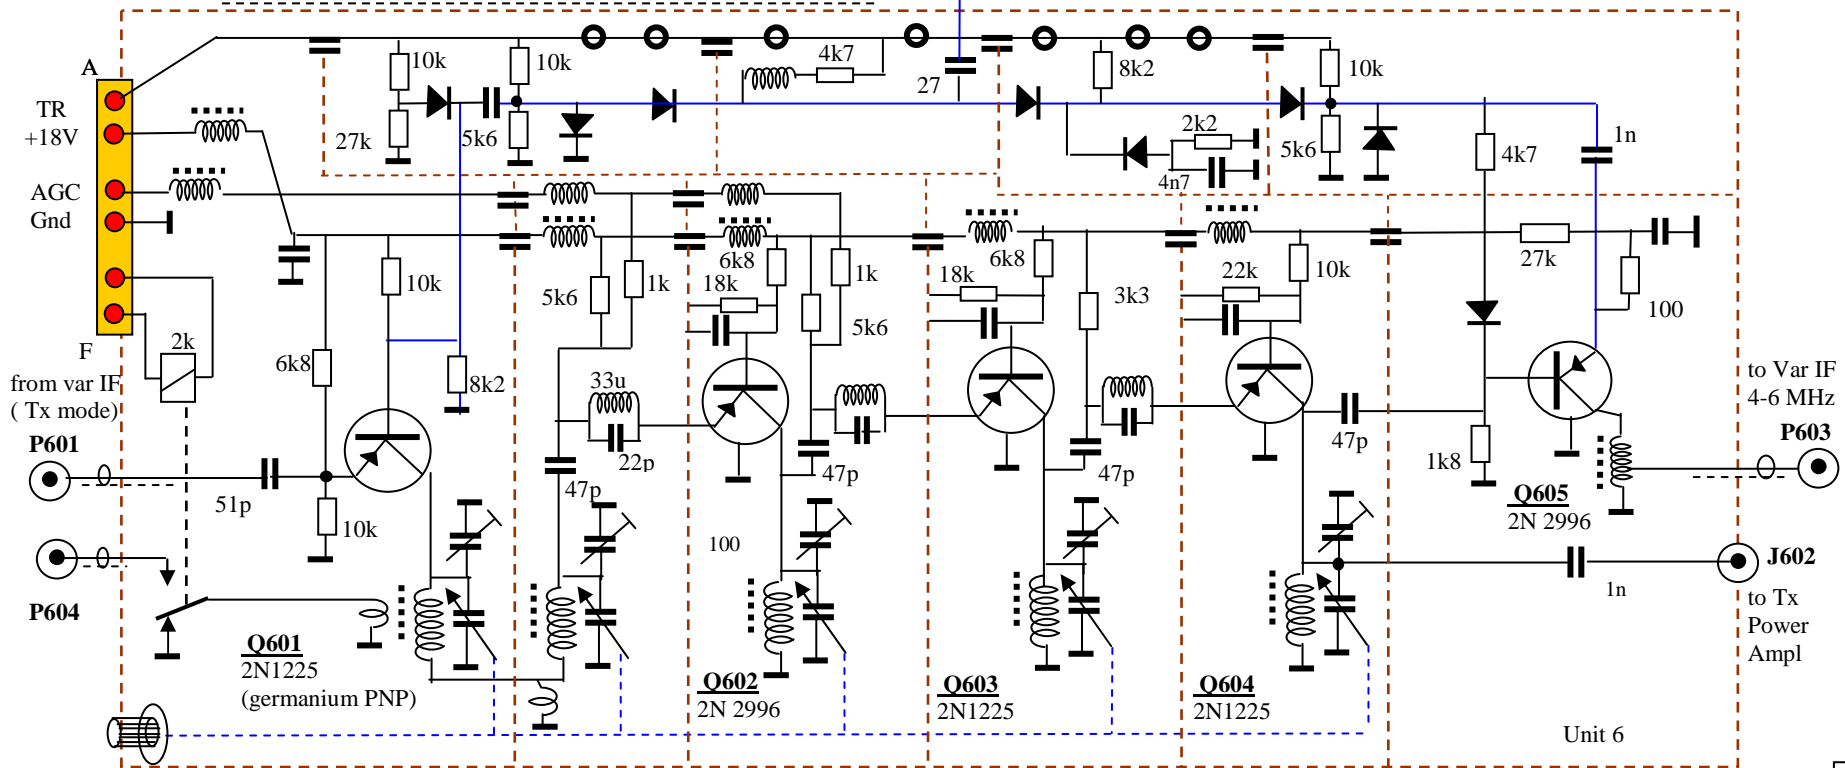 A
TR
+18V
AGC
Gnd
F
from var IF
( Tx mode)
P601
P604
2k
10k
27k
10k
5k6
4k7
27
8k2
2k2
4n7
10k
5k6
4k7
1n
10k
6k8
8k2
51p
10k
Q601
2N1225
(germanium PNP)
5k6
1k
33u
22p
47p
6k8
18k
1k
5k6
47p
100
Q602
2N 2996
6k8
18k
3k3
47p
Q603
2N1225
22k
10k
47p
Q604
2N1225
27k
100
1k8
Q605
2N 2996
1n
to Var IF
4-6 MHz
P603
J602
to Tx
Power
Ampl
Unit 6